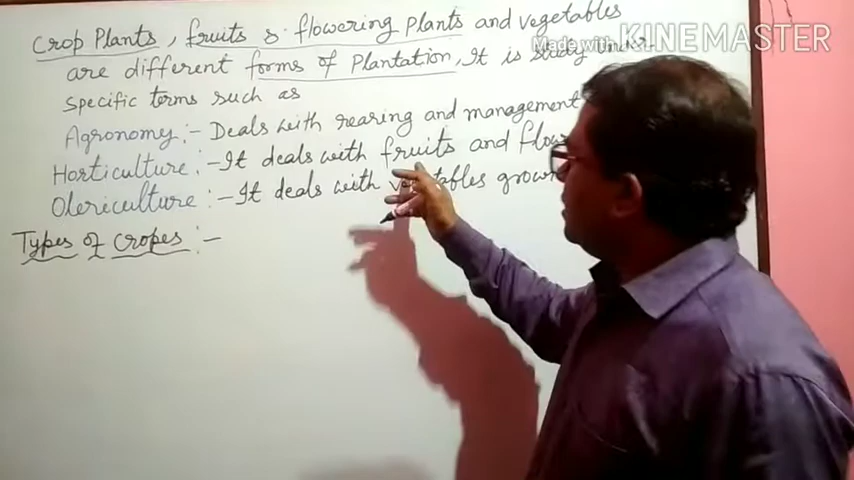 Crop Plants, fruits & flowering Plants and vegetables
Made with KINEMASTER
are different forms of Plantation, It is study under
Specific terms such as
Agronomy :- Deals with rearing and management
Horticulture :- It deals with fruits and
Olericulture :- It deals with vegetables
Types of Cropes :-